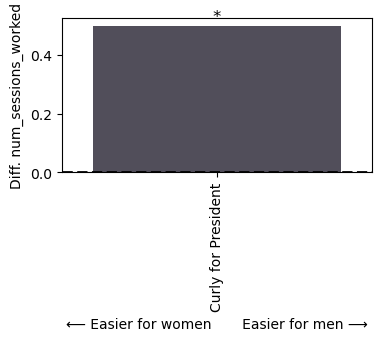 *
Diff. num_sessions_worked
0.4
0.2
0.0
Curly for President
⟵ Easier for women
Easier for men ⟶